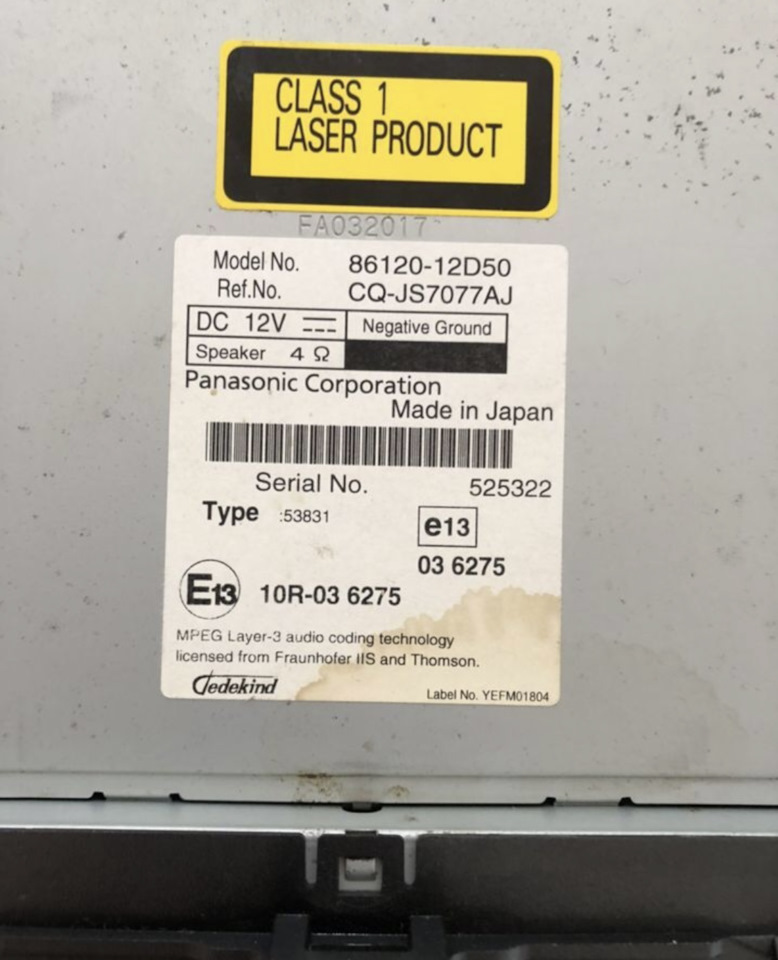 CLASS 1
LASER PRODUCT
FA032017
Model No. 86120-12D50
Ref.No. CQ-JS7077AJ
DC 12V Negative Ground
Speaker 4 Ω
Panasonic Corporation
Made in Japan
Serial No. 525322
Type :53831 e13
03 6275
E13 10R-03 6275
MPEG Layer-3 audio coding technology
licensed from Fraunhofer IIS and Thomson.
Jedekind Label No. YEFM01804